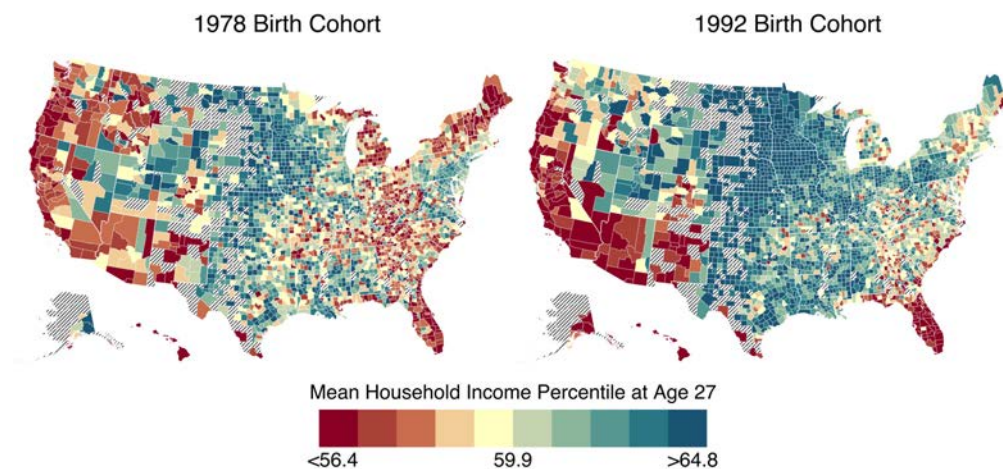 1978 Birth Cohort
1992 Birth Cohort
Mean Household Income Percentile at Age 27
<56.4 59.9 >64.8